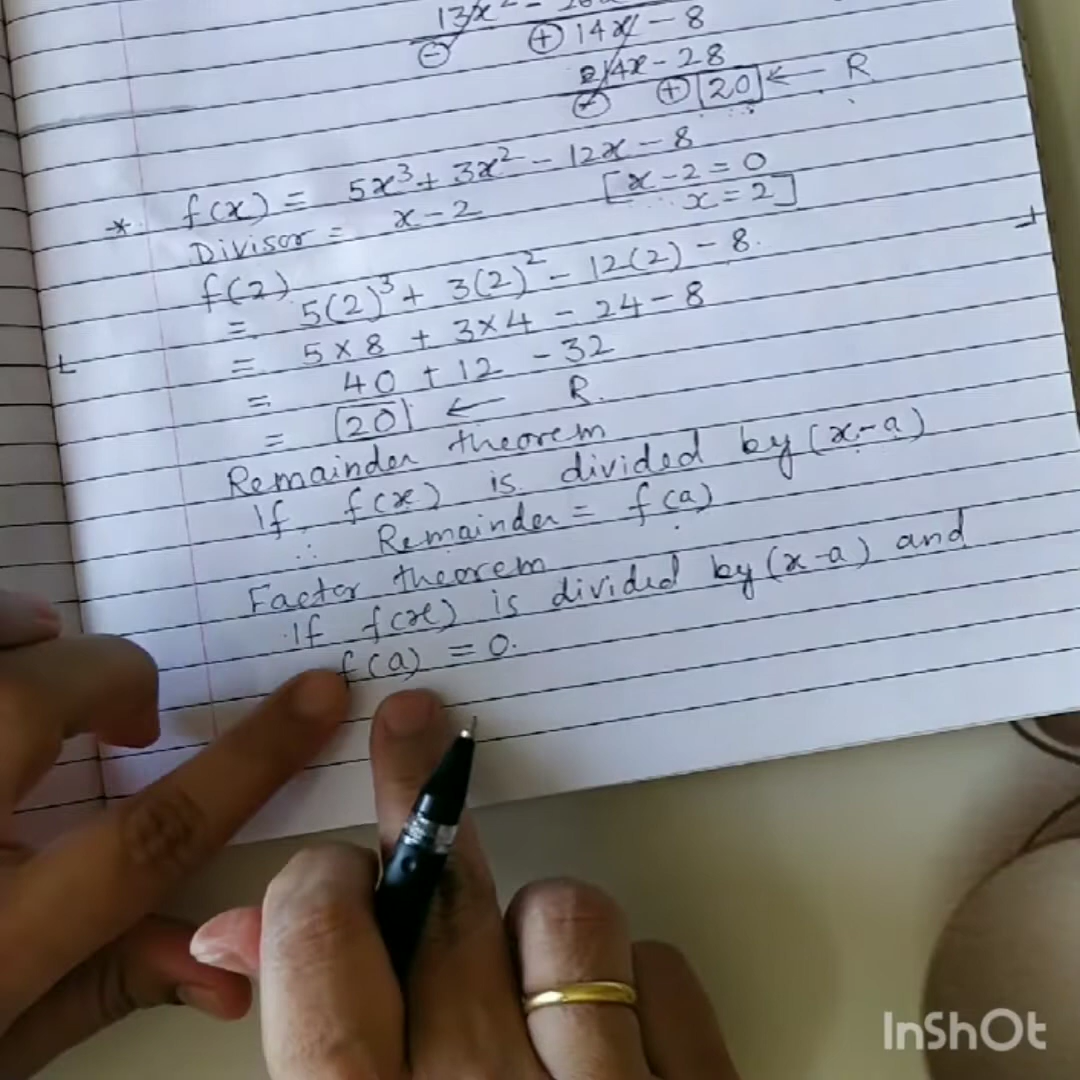 13x² -
⊖ ⊕ 14x - 8
14x - 28
⊕ [20] ← R
* f(x) = 5x³ + 3x² - 12x - 8
Divisor = x - 2 [x - 2 = 0
x = 2]
f(2)
= 5(2)³ + 3(2)² - 12(2) - 8.
= 5 × 8 + 3 × 4 - 24 - 8
= 40 + 12 - 32
= [20] ← R.
Remainder theorem
If f(x) is divided by (x-a)
∴ Remainder = f(a)
Factor theorem
If f(x) is divided by (x-a) and
f(a) = 0.
InShOt